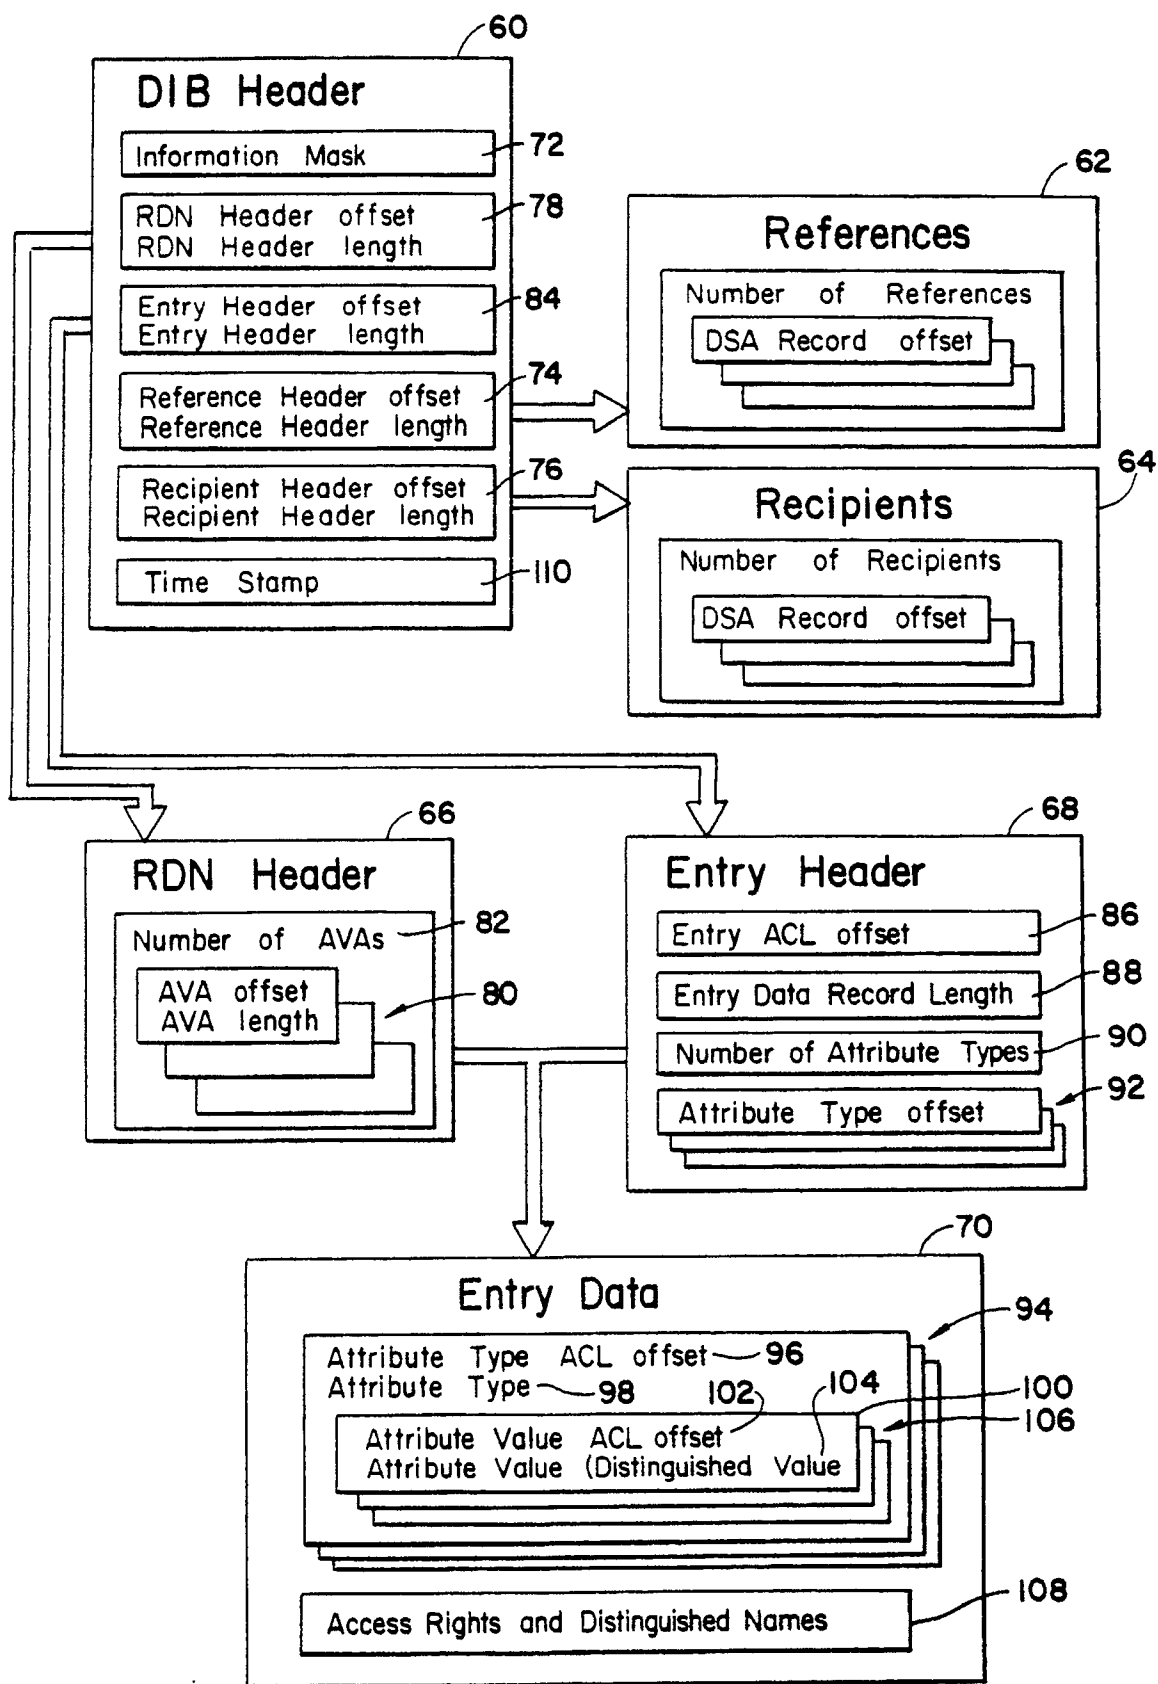 60
DIB Header
Information Mask
72
RDN Header offset
RDN Header length
78
Entry Header offset
Entry Header length
84
Reference Header offset
Reference Header length
74
Recipient Header offset
Recipient Header length
76
Time Stamp
110
62
References
Number of References
DSA Record offset
64
Recipients
Number of Recipients
DSA Record offset
66
RDN Header
Number of AVAs
82
AVA offset
AVA length
80
68
Entry Header
Entry ACL offset
86
Entry Data Record Length
88
Number of Attribute Types
90
Attribute Type offset
92
70
Entry Data
94
Attribute Type ACL offset
96
Attribute Type
98
102
104
100
106
Attribute Value ACL offset
Attribute Value (Distinguished Value
Access Rights and Distinguished Names
108